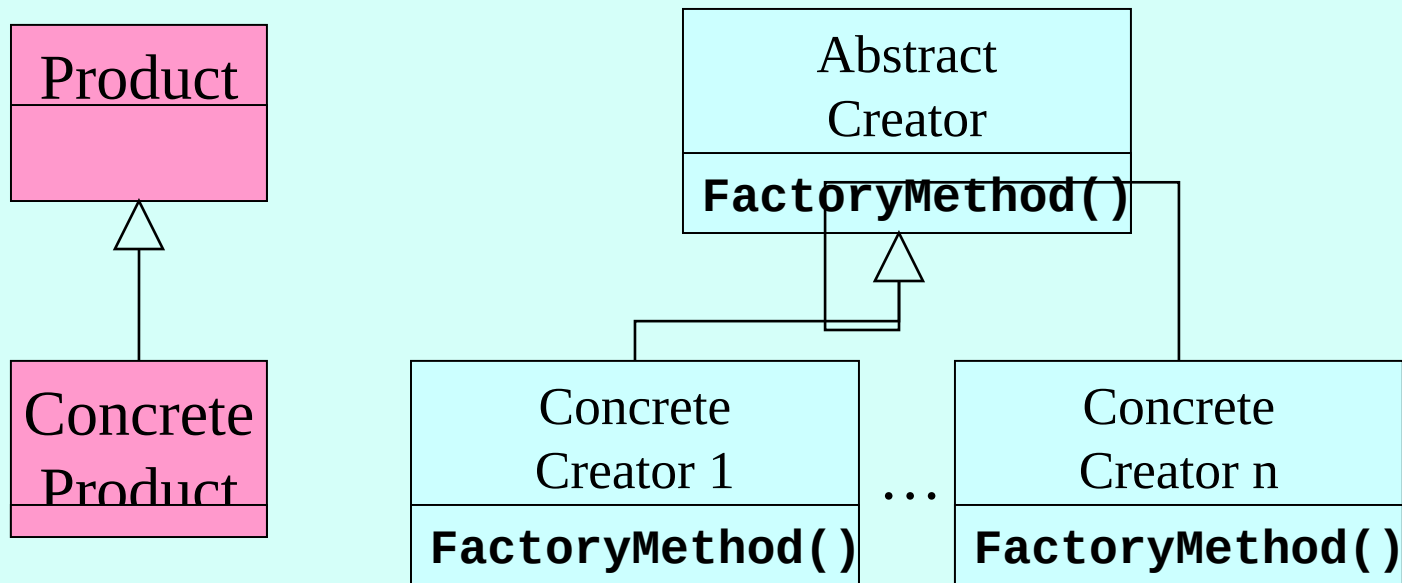 Product
Concrete
Product
Abstract
Creator
FactoryMethod()
Concrete
Creator 1
FactoryMethod()
…
Concrete
Creator n
FactoryMethod()